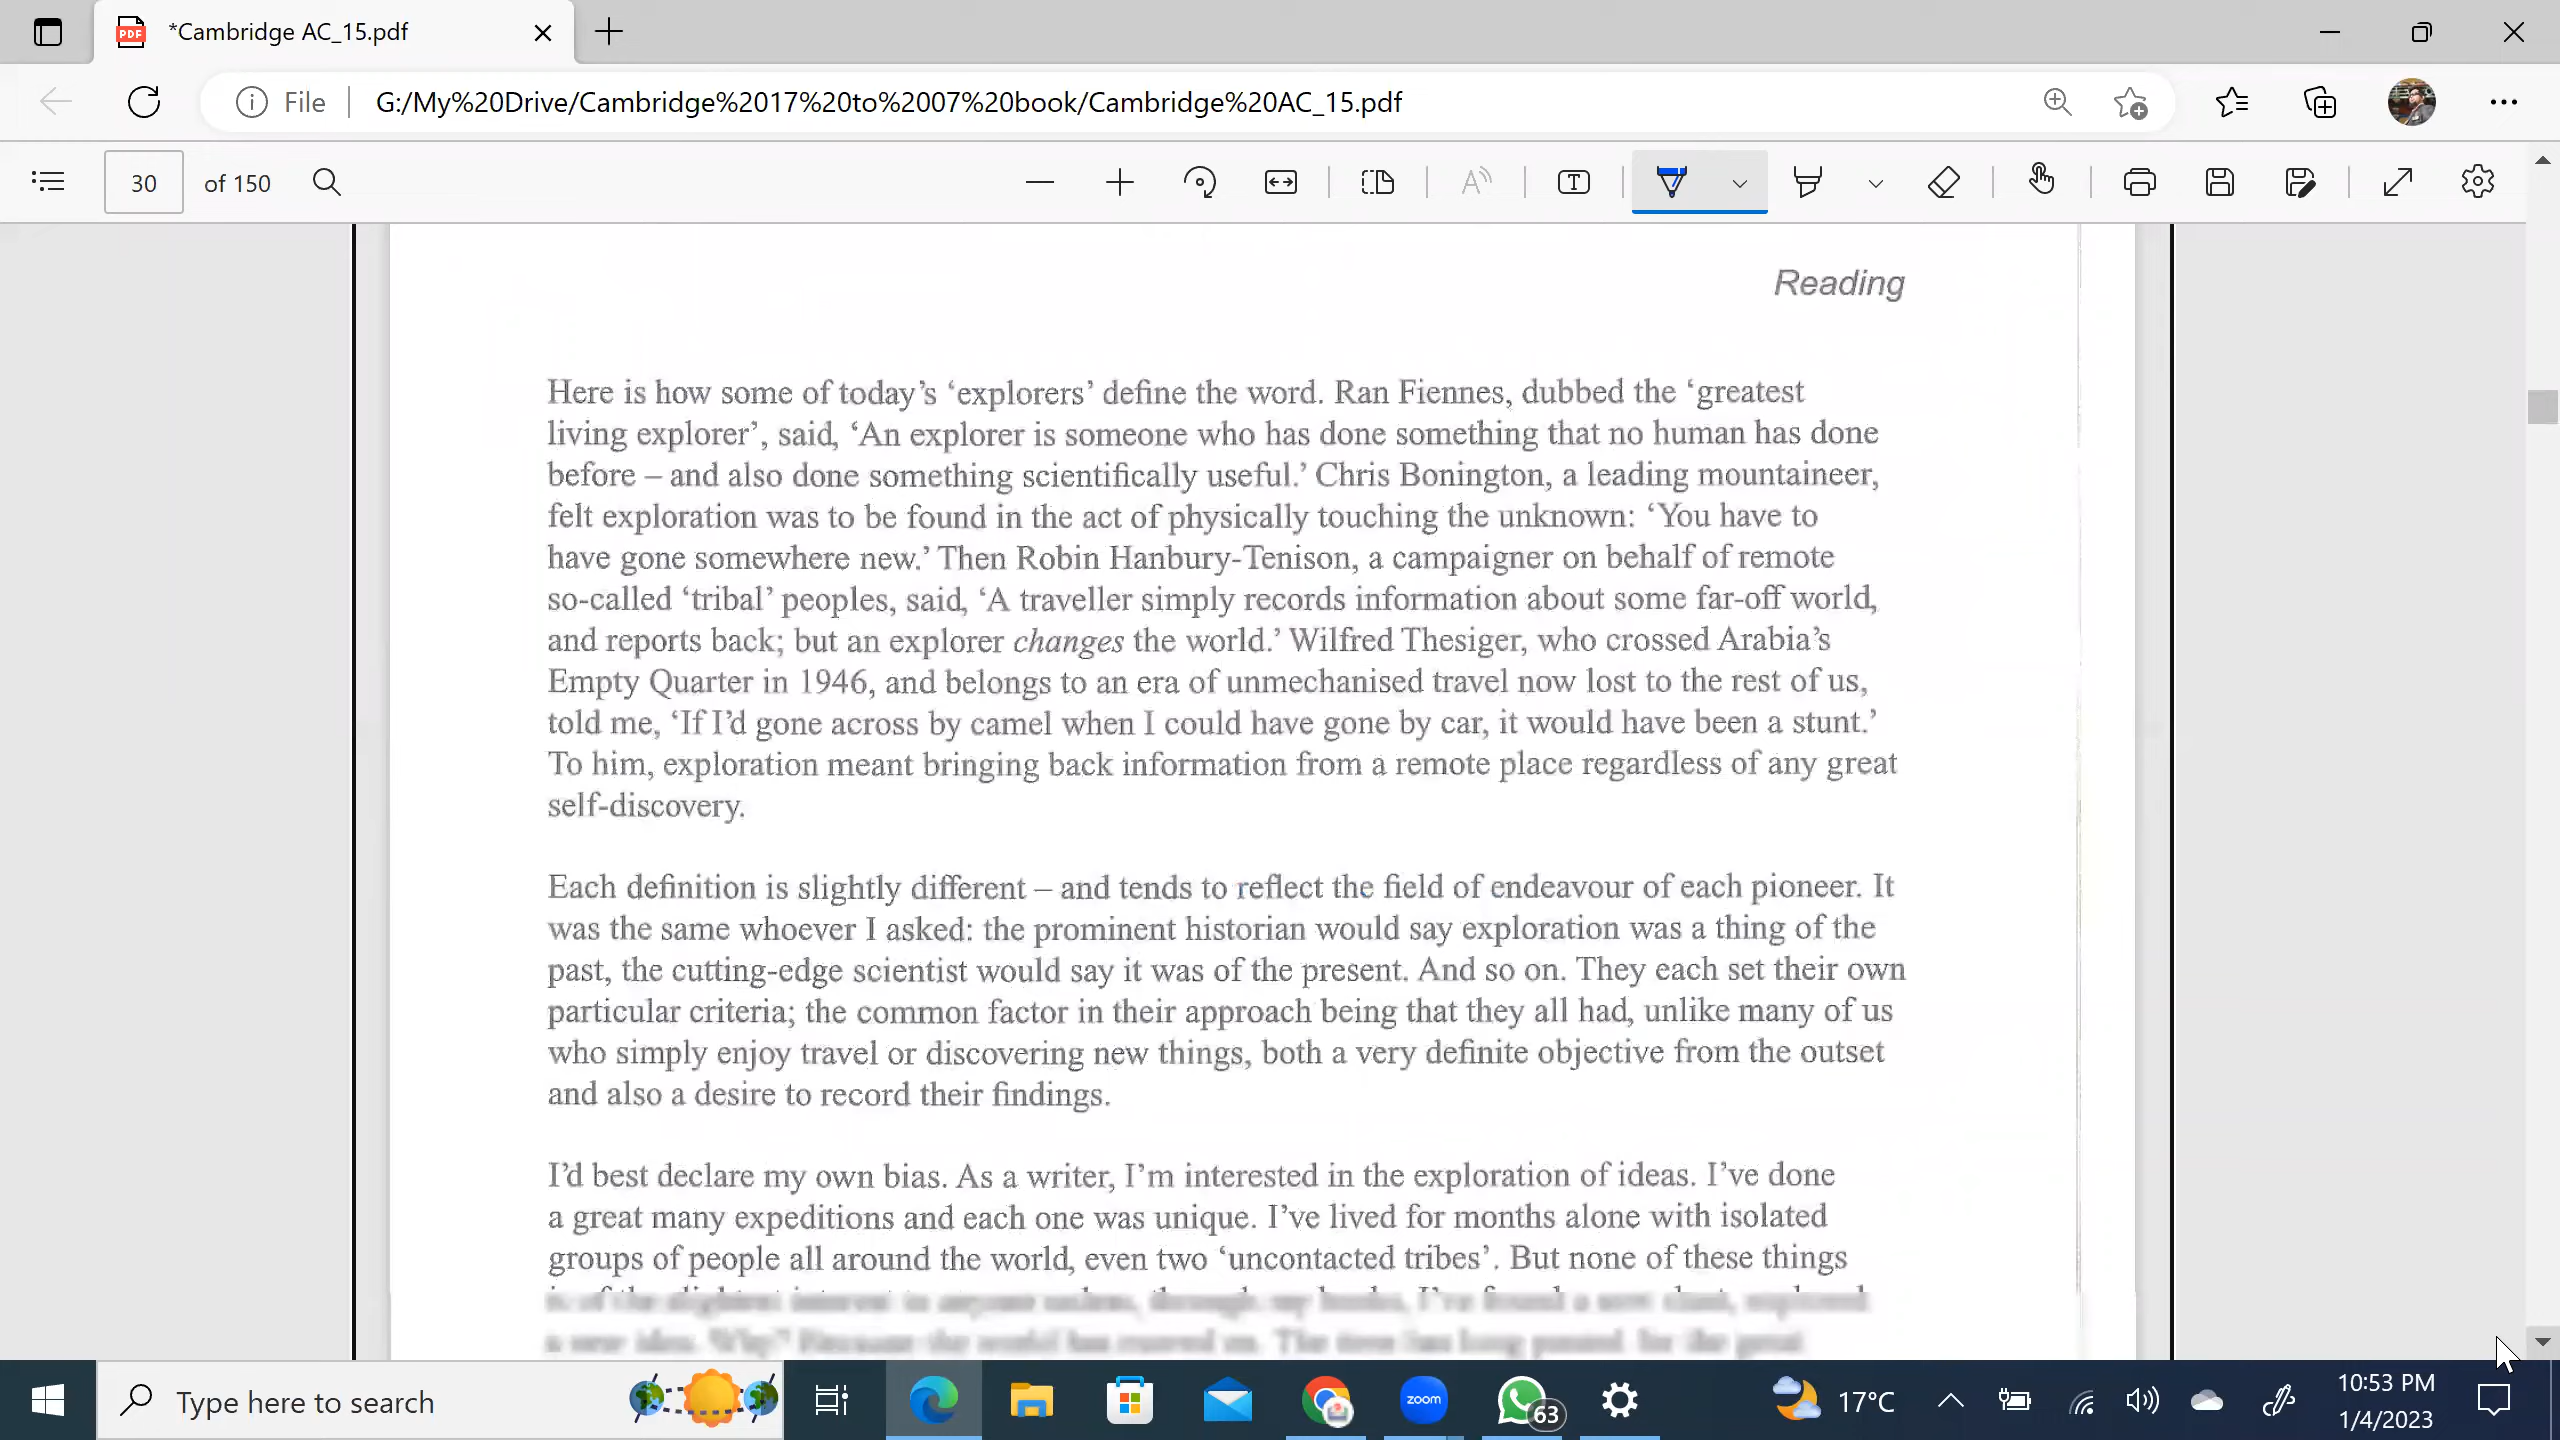 *Cambridge AC_15.pdf
File
G:/My%20Drive/Cambridge%2017%20to%2007%20book/Cambridge%20AC_15.pdf
30 of 150
Reading
Here is how some of today’s ‘explorers’ define the word. Ran Fiennes, dubbed the ‘greatest
living explorer’, said, ‘An explorer is someone who has done something that no human has done
before – and also done something scientifically useful.’ Chris Bonington, a leading mountaineer,
felt exploration was to be found in the act of physically touching the unknown: ‘You have to
have gone somewhere new.’ Then Robin Hanbury-Tenison, a campaigner on behalf of remote
so-called ‘tribal’ peoples, said, ‘A traveller simply records information about some far-off world,
and reports back; but an explorer changes the world.’ Wilfred Thesiger, who crossed Arabia’s
Empty Quarter in 1946, and belongs to an era of unmechanised travel now lost to the rest of us,
told me, ‘If I’d gone across by camel when I could have gone by car, it would have been a stunt.’
To him, exploration meant bringing back information from a remote place regardless of any great
self-discovery.
Each definition is slightly different – and tends to reflect the field of endeavour of each pioneer. It
was the same whoever I asked: the prominent historian would say exploration was a thing of the
past, the cutting-edge scientist would say it was of the present. And so on. They each set their own
particular criteria; the common factor in their approach being that they all had, unlike many of us
who simply enjoy travel or discovering new things, both a very definite objective from the outset
and also a desire to record their findings.
I’d best declare my own bias. As a writer, I’m interested in the exploration of ideas. I’ve done
a great many expeditions and each one was unique. I’ve lived for months alone with isolated
groups of people all around the world, even two ‘uncontacted tribes’. But none of these things
Type here to search
zoom
63
17°C
10:53 PM
1/4/2023